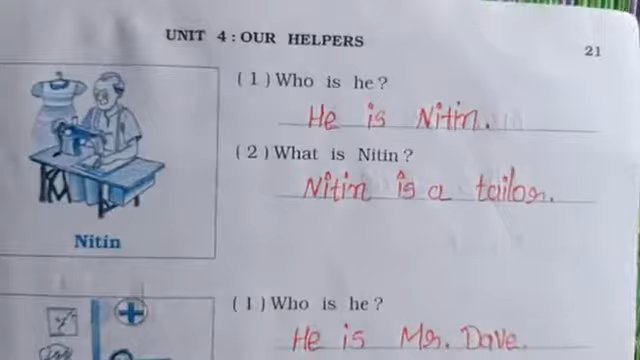 UNIT 4 : OUR HELPERS
21
(1) Who is he?
He is Nitin.
(2) What is Nitin?
Nitin is a tailor.
Nitin
(1) Who is he?
He is Mr. Dave.